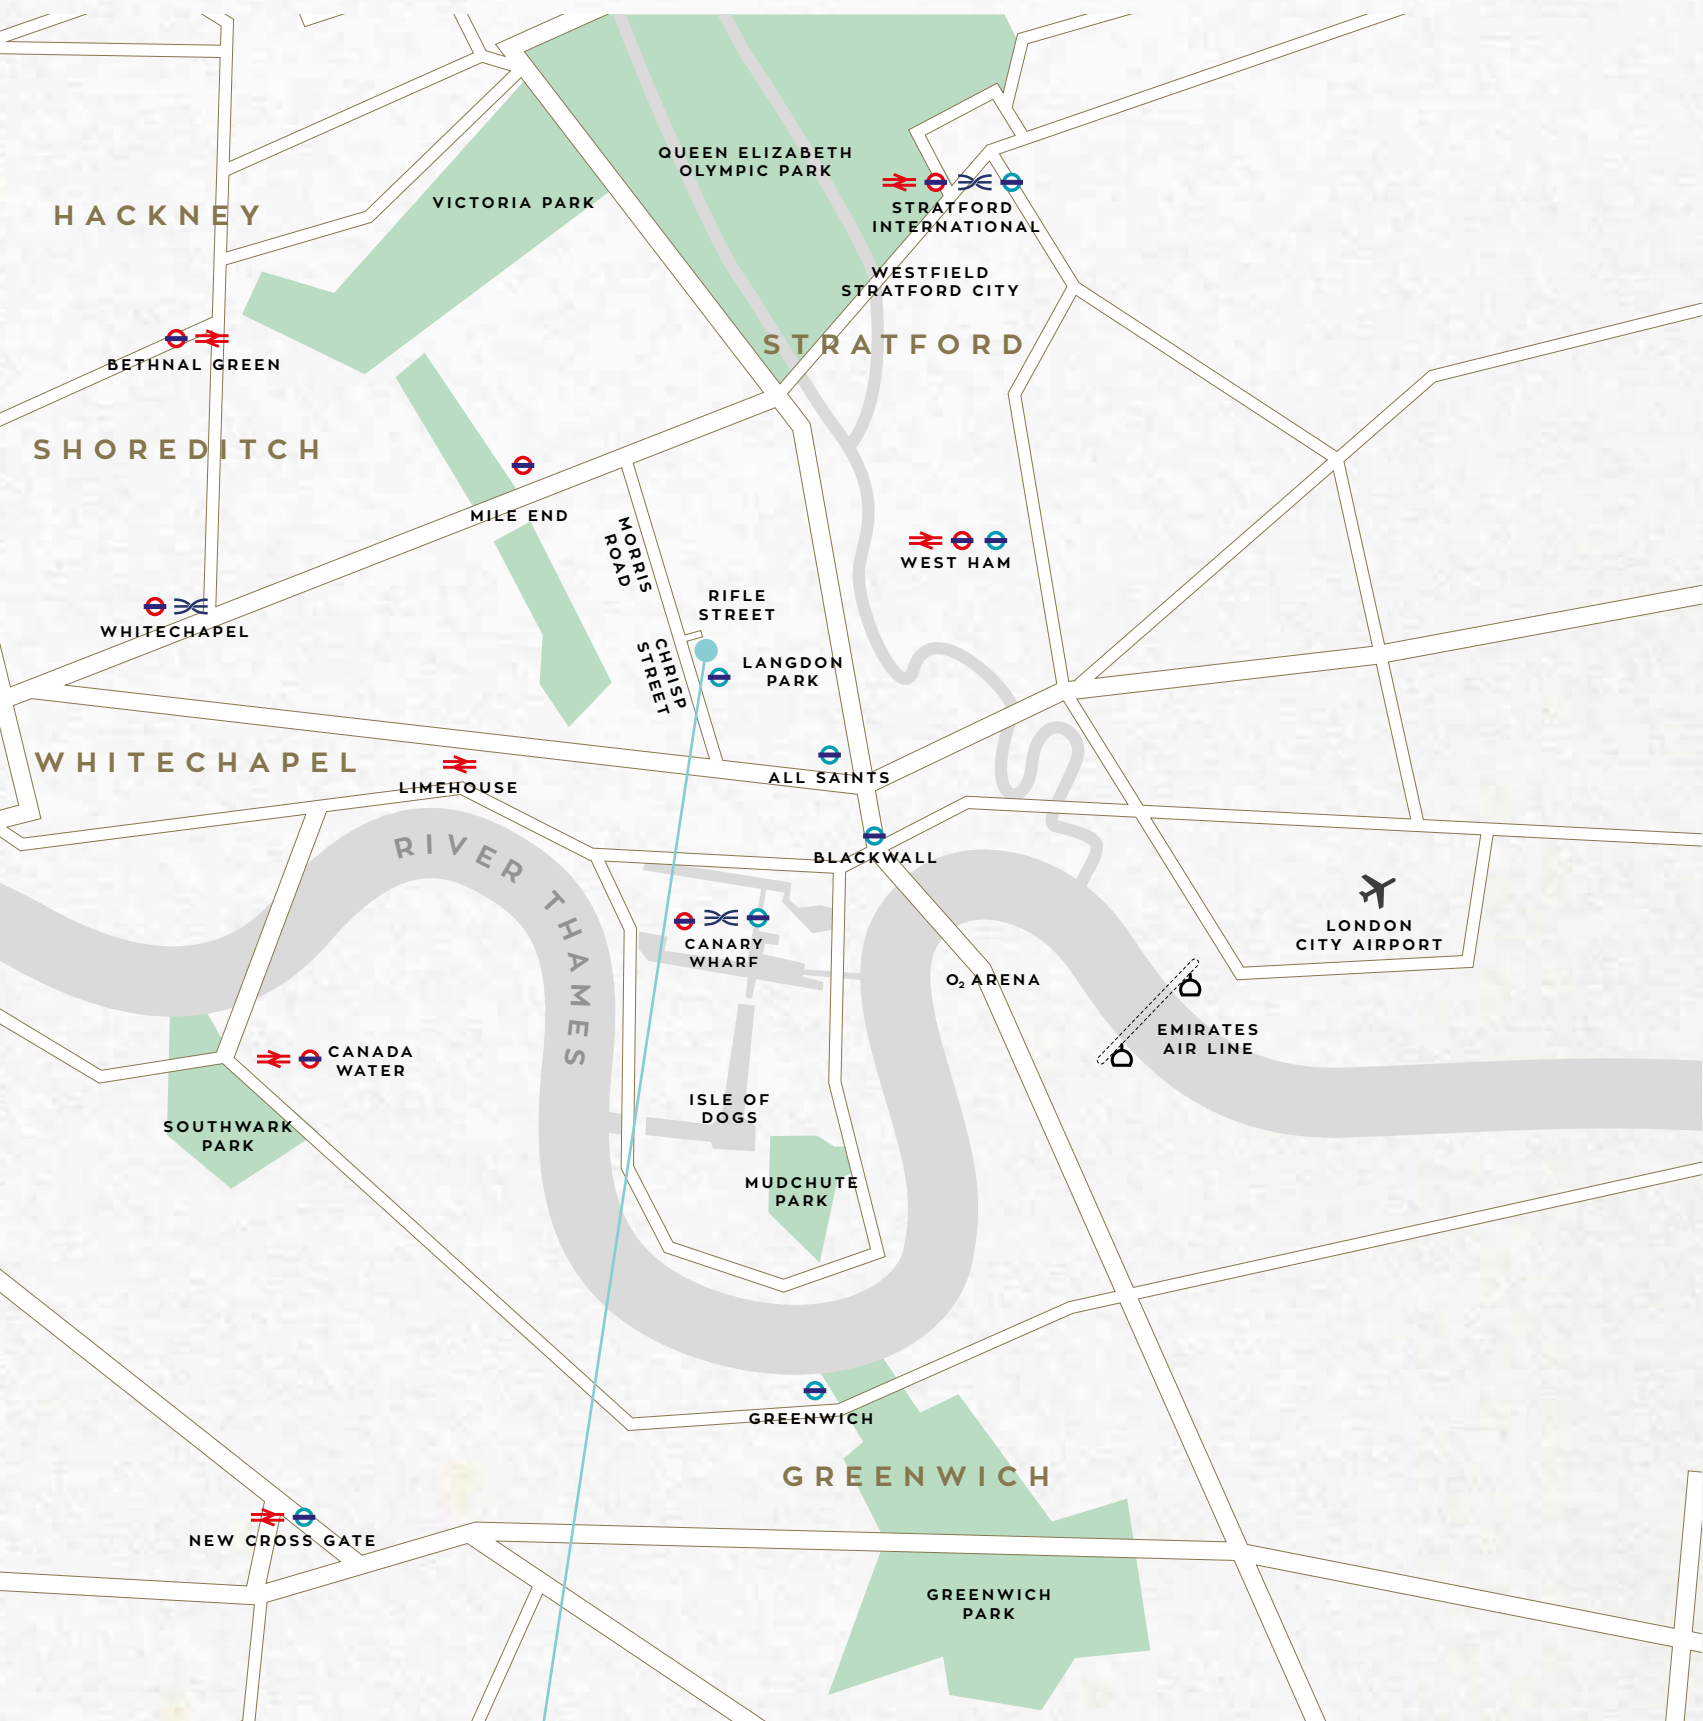 QUEEN ELIZABETH
OLYMPIC PARK
VICTORIA PARK
HACKNEY
STRATFORD
INTERNATIONAL
WESTFIELD
STRATFORD CITY
STRATFORD
BETHNAL GREEN
SHOREDITCH
MILE END
MORRIS
ROAD
WEST HAM
RIFLE
STREET
WHITECHAPEL
CHRISP
STREET
LANGDON
PARK
WHITECHAPEL
LIMEHOUSE
ALL SAINTS
BLACKWALL
RIVER THAMES
CANARY
WHARF
LONDON
CITY AIRPORT
O2 ARENA
EMIRATES
AIR LINE
CANADA
WATER
SOUTHWARK
PARK
ISLE OF
DOGS
MUDCHUTE
PARK
GREENWICH
GREENWICH
NEW CROSS GATE
GREENWICH
PARK